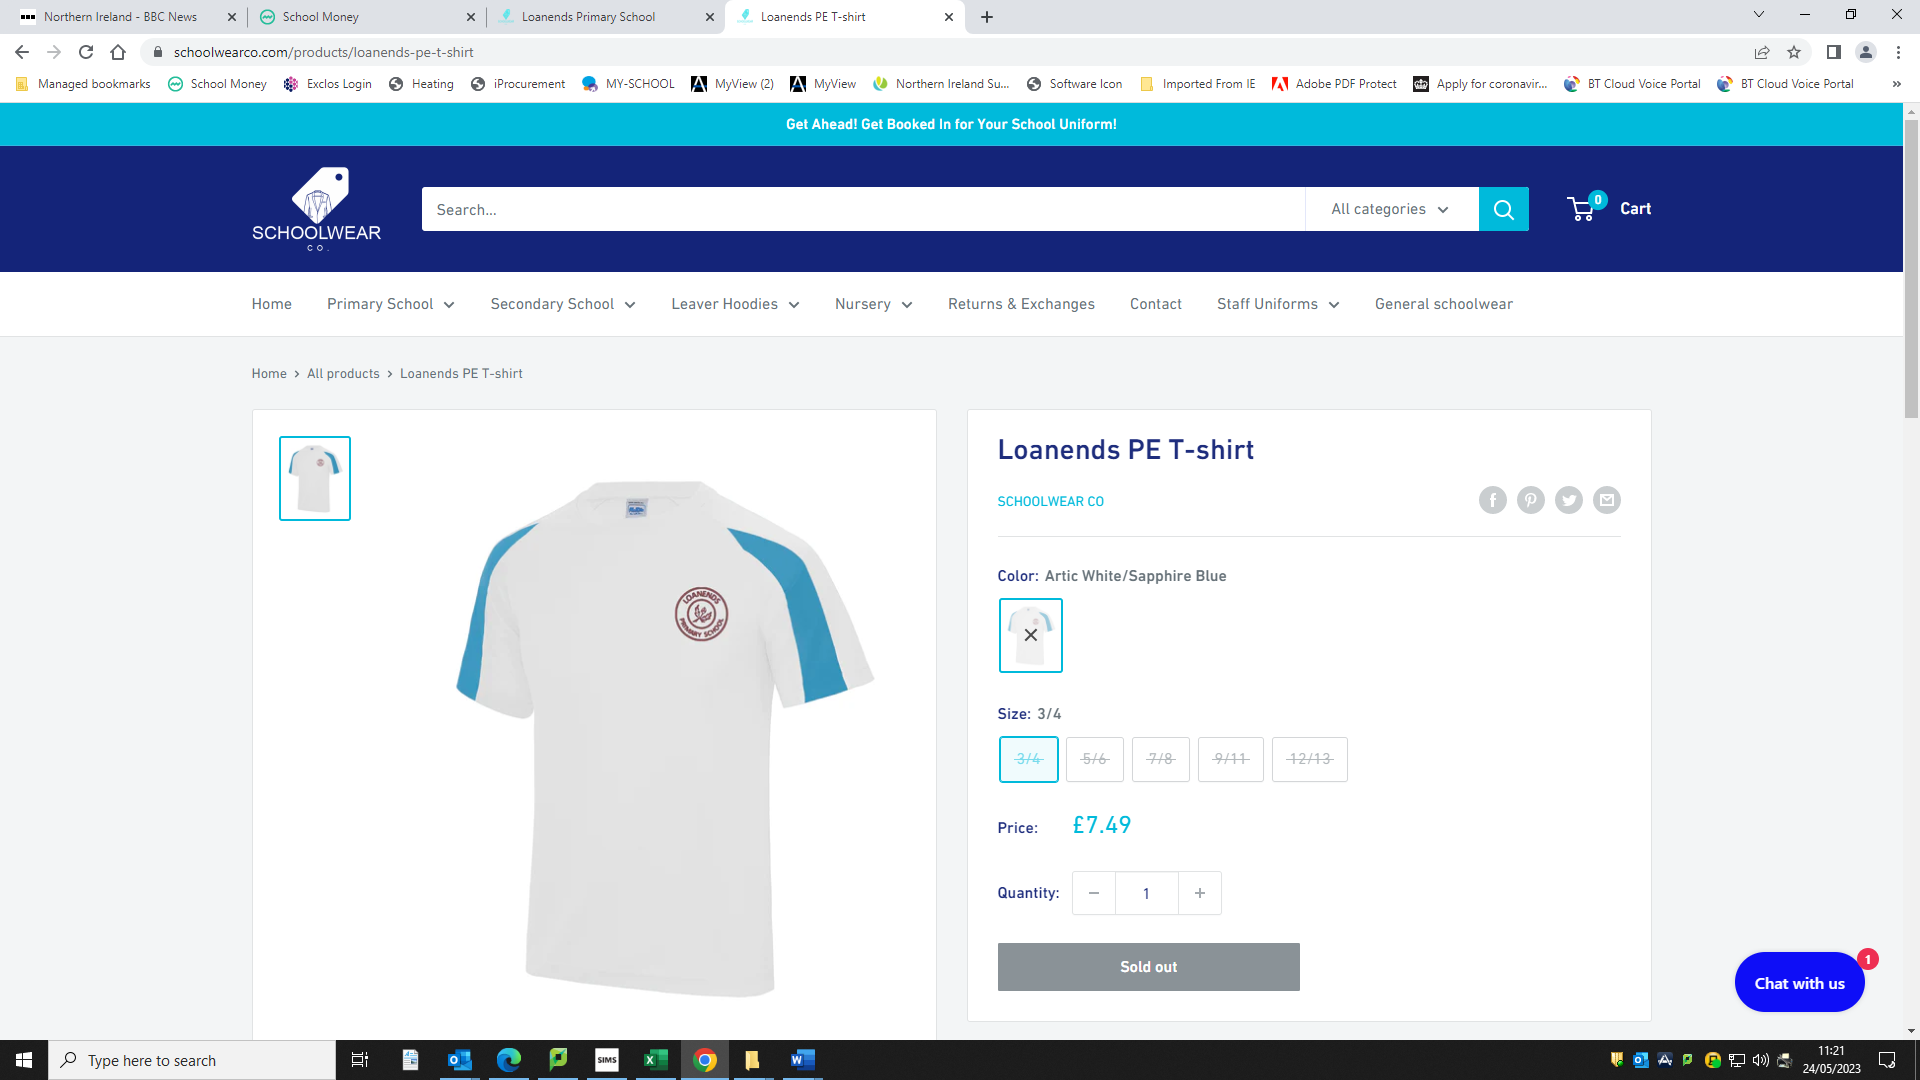 Northern Ireland - BBC News
School Money
Loanends Primary School
Loanends PE T-shirt
schoolwearco.com/products/loanends-pe-t-shirt
Managed bookmarks
School Money
Exclos Login
Heating
iProcurement
MY-SCHOOL
MyView (2)
MyView
Northern Ireland Su...
Software Icon
Imported From IE
Adobe PDF Protect
Apply for coronavir...
BT Cloud Voice Portal
BT Cloud Voice Portal
Get Ahead! Get Booked In for Your School Uniform!
SCHOOLWEAR
CO.
Search...
All categories
0
Cart
Home
Primary School
Secondary School
Leaver Hoodies
Nursery
Returns & Exchanges
Contact
Staff Uniforms
General schoolwear
Home > All products > Loanends PE T-shirt
LOANENDS
PRIMARY SCHOOL
Loanends PE T-shirt
SCHOOLWEAR CO
Color: Artic White/Sapphire Blue
Size: 3/4
3/4
5/6
7/8
9/11
12/13
Price: £7.49
Quantity: 1
Sold out
Chat with us
1
Type here to search
SIMS
11:21
24/05/2023